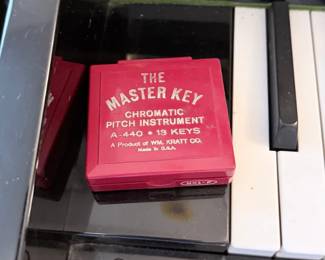 THE
MASTER KEY
CHROMATIC
PITCH INSTRUMENT
A-440 • 13 KEYS
A Product of WM. KRATT CO.
Made in U.S.A.